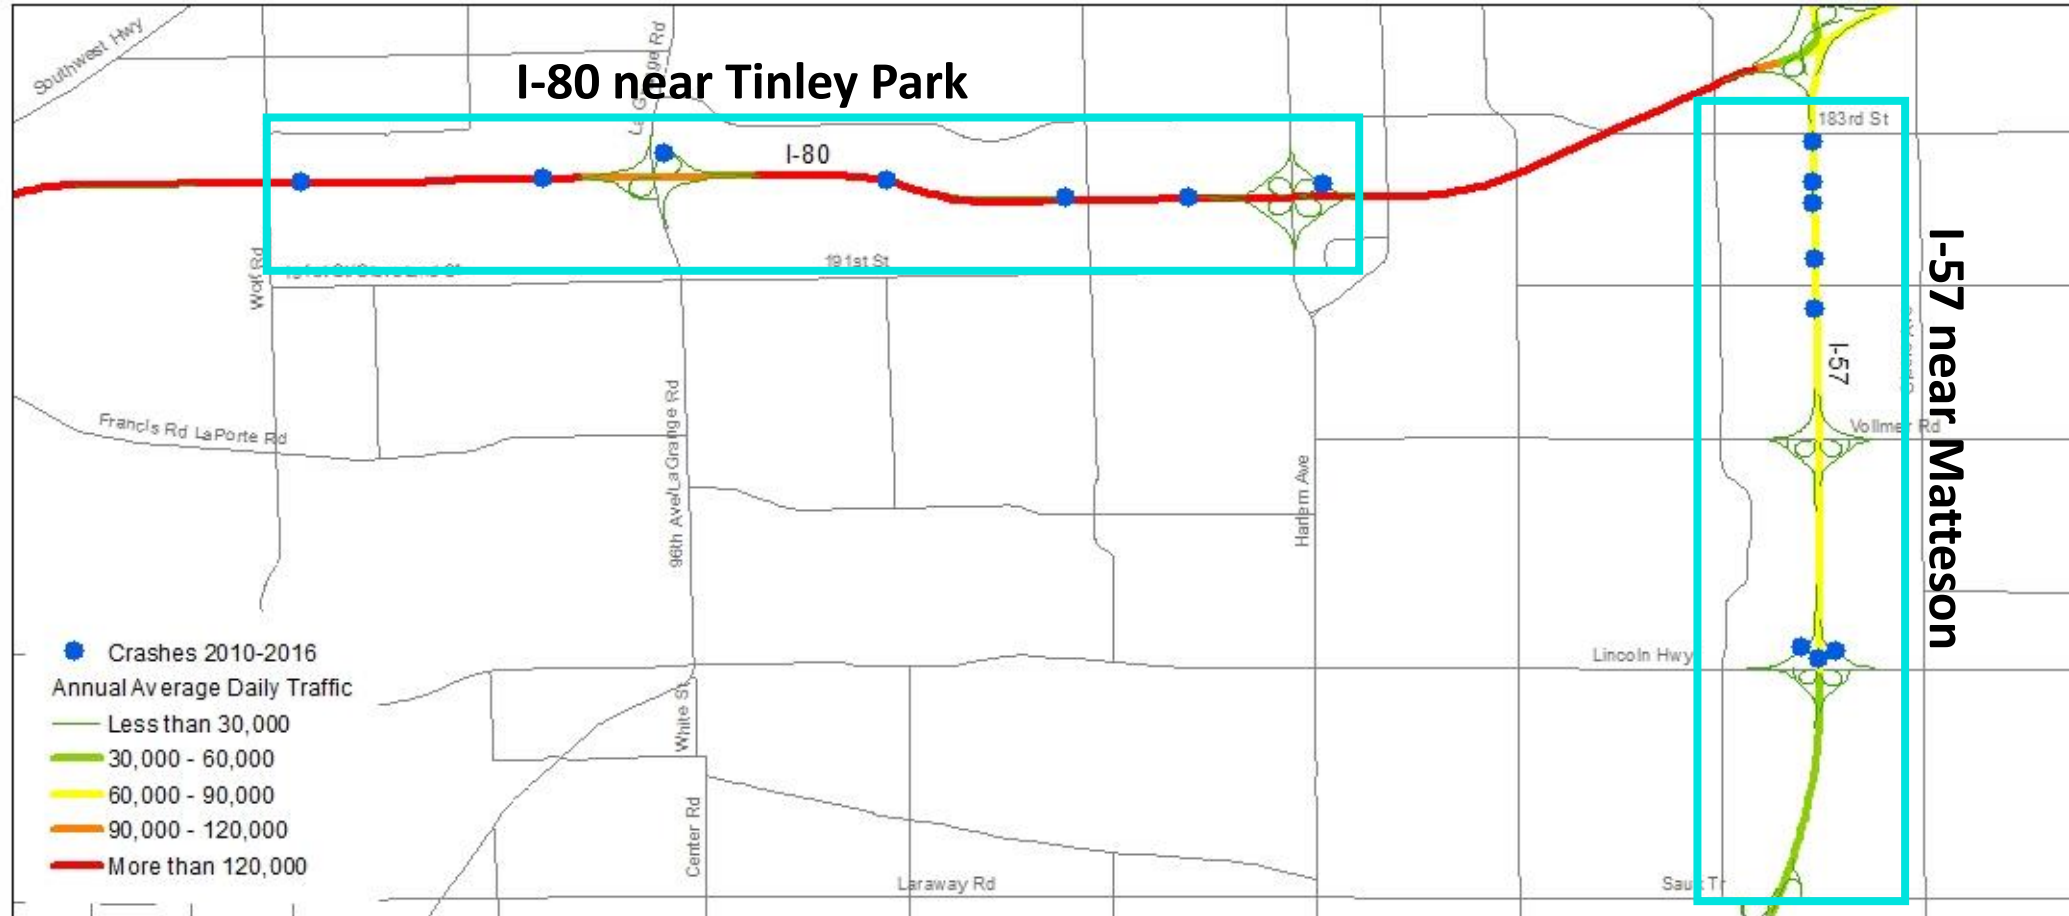 Southwest Hwy
I-80 near Tinley Park
I-80
183rd St
Wolf Rd
191st St
I-57 near Matteson
I-57
96th Ave/LaGrange Rd
Francis Rd LaPorte Rd
Vollmer Rd
Harlem Ave
Lincoln Hwy
White St
Center Rd
Laraway Rd
Sauk Tr
Crashes 2010-2016
Annual Average Daily Traffic
Less than 30,000
30,000 - 60,000
60,000 - 90,000
90,000 - 120,000
More than 120,000